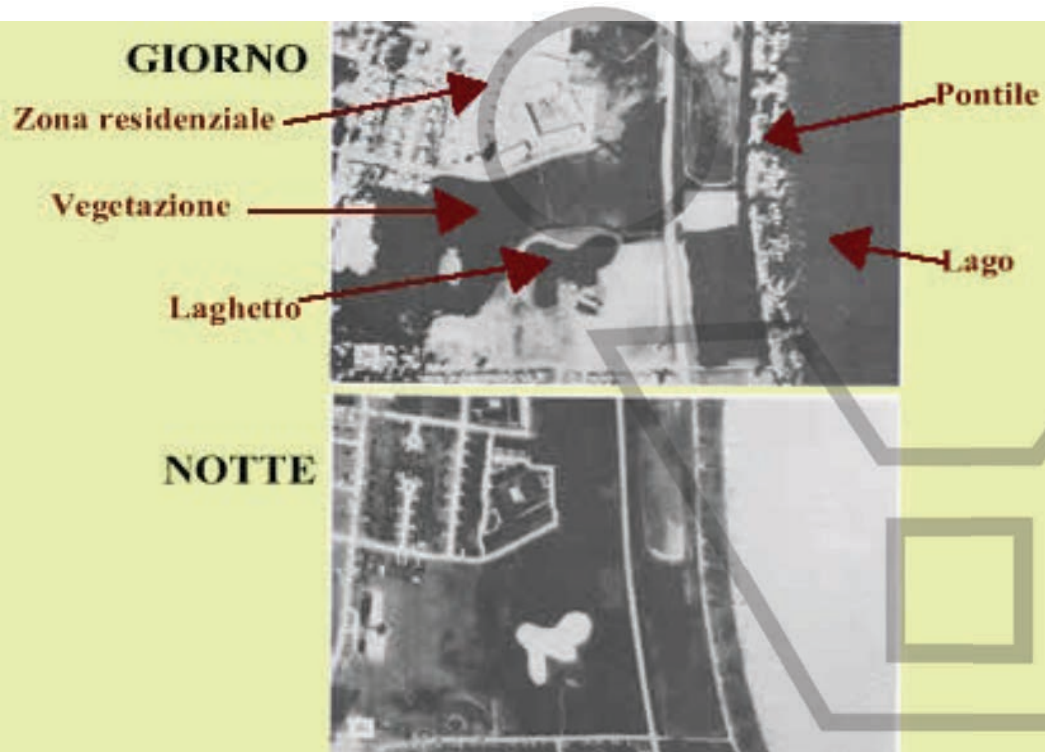 GIORNO
Zona residenziale
Pontile
Vegetazione
Lago
Laghetto
NOTTE